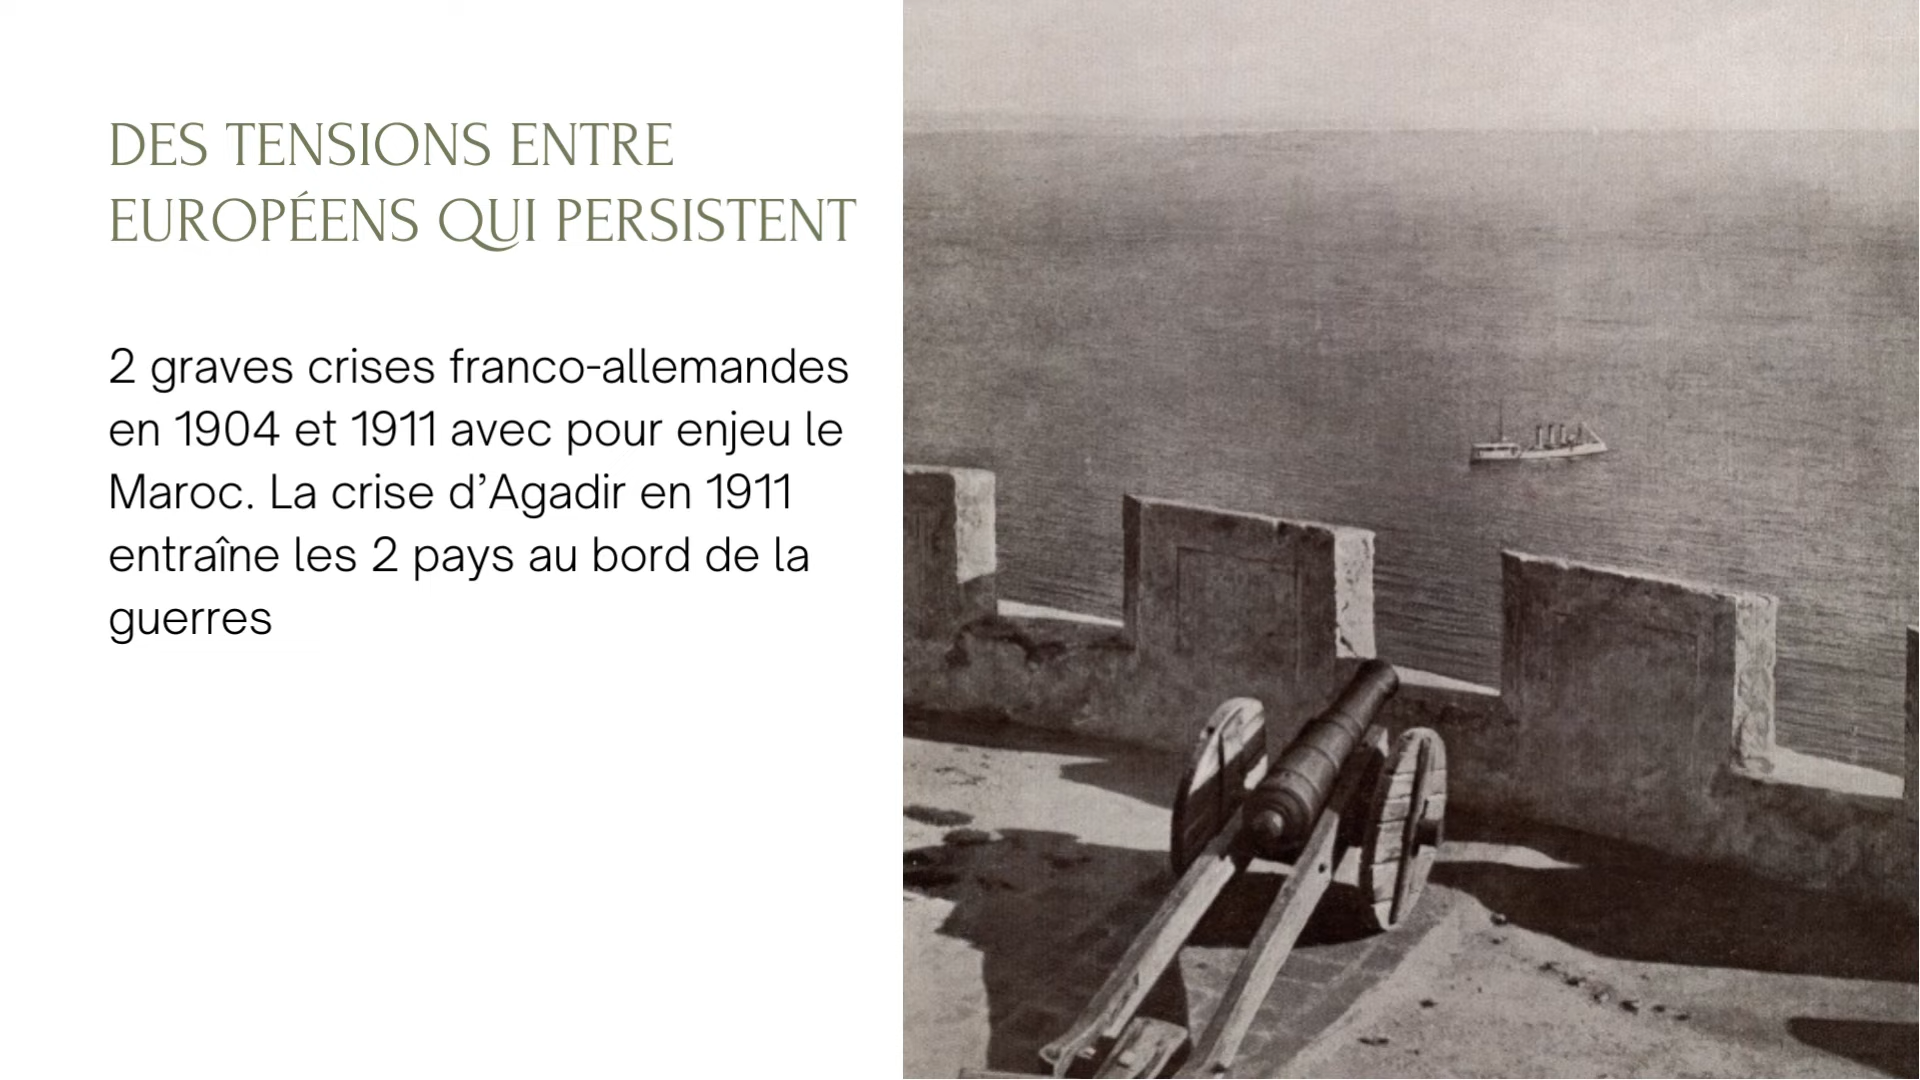 DES TENSIONS ENTRE
EUROPÉENS QUI PERSISTENT
2 graves crises franco-allemandes
en 1904 et 1911 avec pour enjeu le
Maroc. La crise d’Agadir en 1911
entraîne les 2 pays au bord de la
guerres